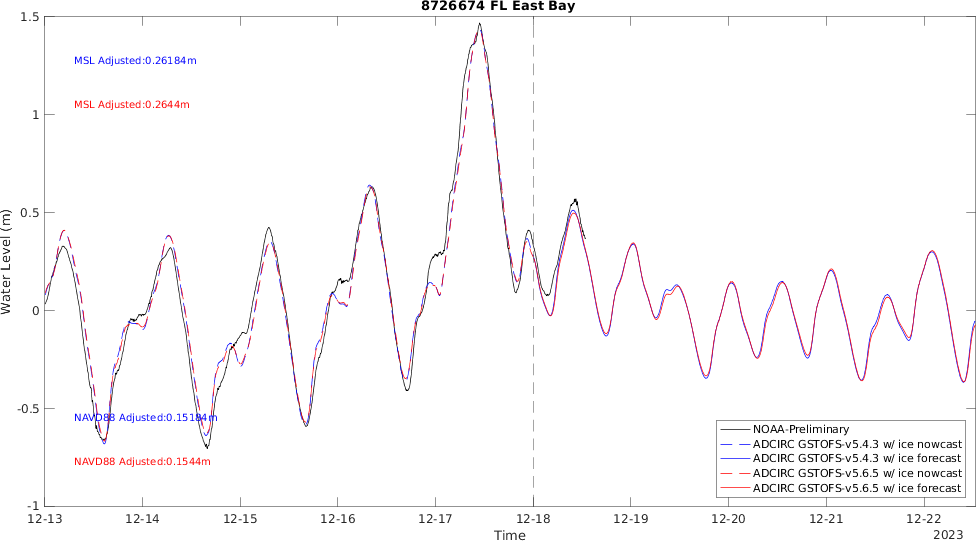 8726674 FL East Bay
1.5
MSL Adjusted:0.26184m
MSL Adjusted:0.2644m
1
0.5
Water Level (m)
0
-0.5
NAVD88 Adjusted:0.15184m
NAVD88 Adjusted:0.1544m
-1
NOAA-Preliminary
ADCIRC GSTOFS-v5.4.3 w/ ice nowcast
ADCIRC GSTOFS-v5.4.3 w/ ice forecast
ADCIRC GSTOFS-v5.6.5 w/ ice nowcast
ADCIRC GSTOFS-v5.6.5 w/ ice forecast
12-13 12-14 12-15 12-16 12-17 12-18 12-19 12-20 12-21 12-22
Time
2023